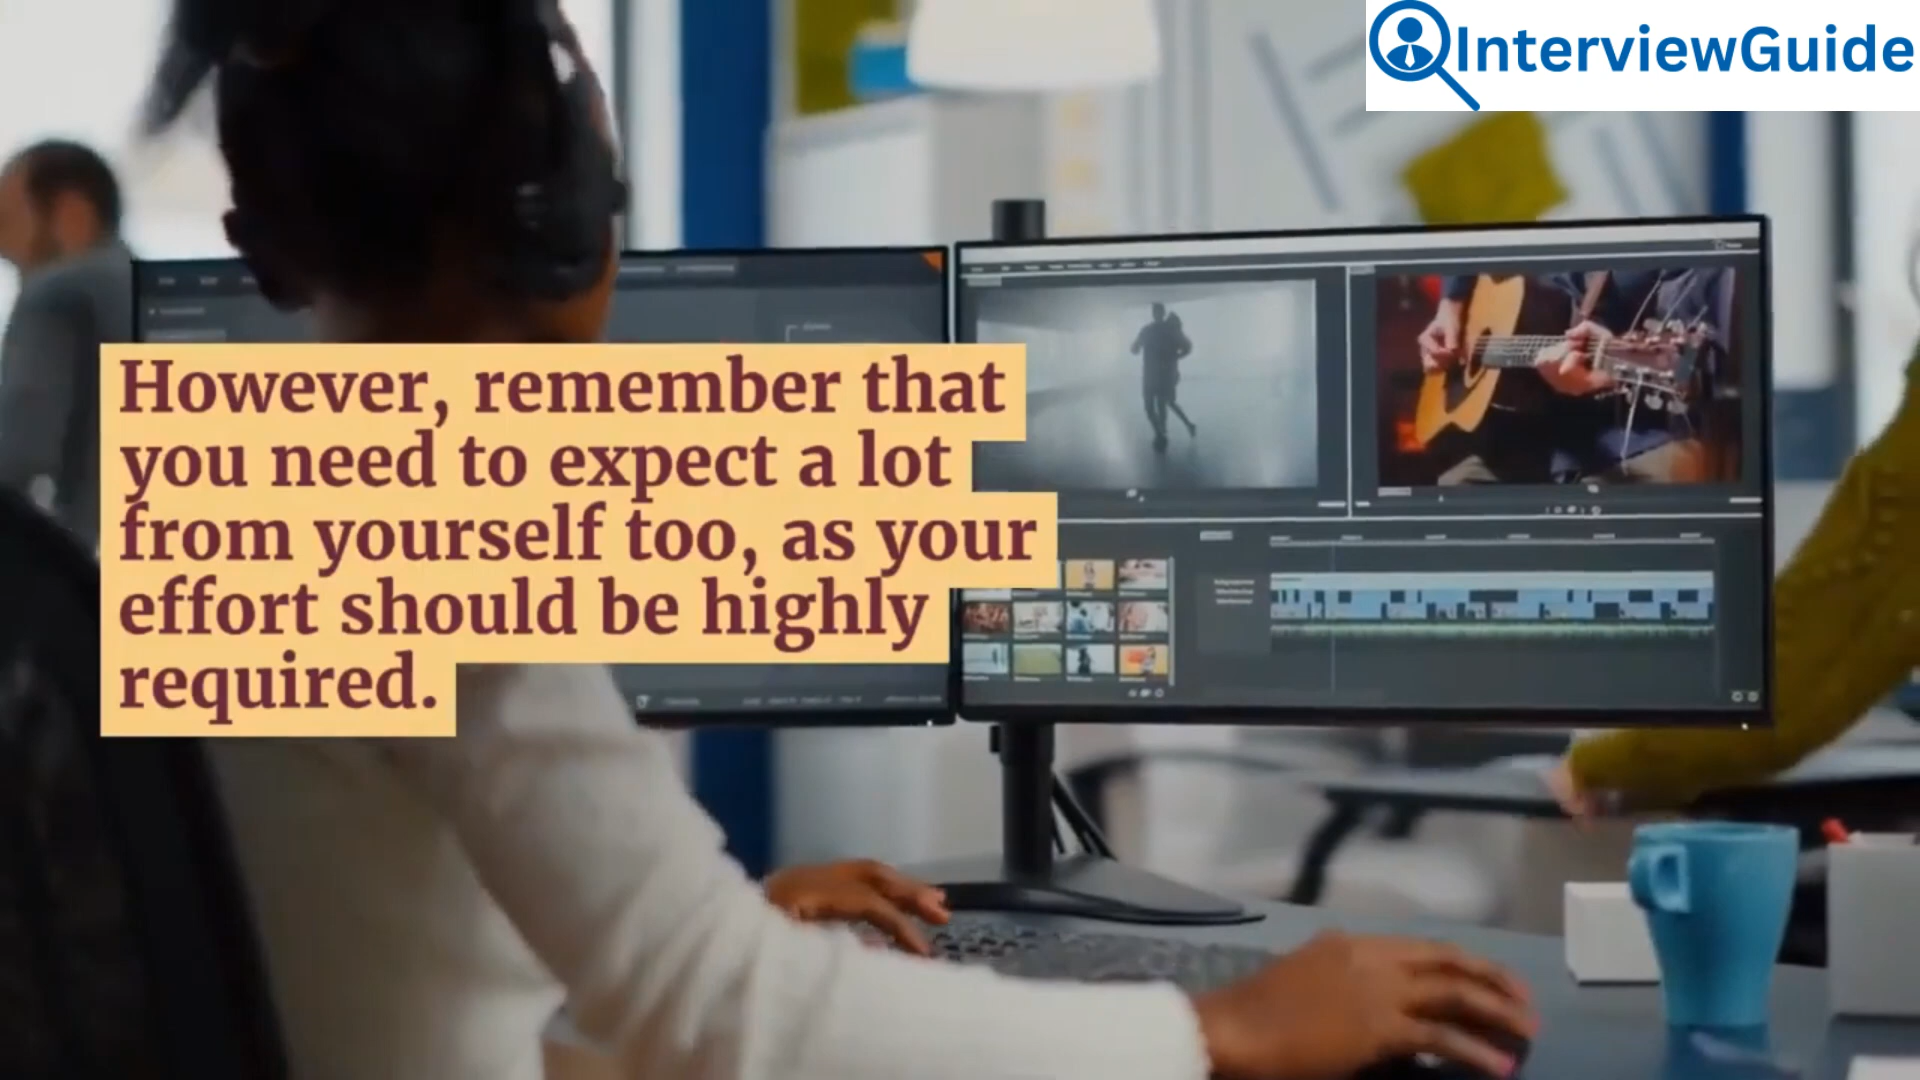 InterviewGuide
However, remember that
you need to expect a lot
from yourself too, as your
effort should be highly
required.